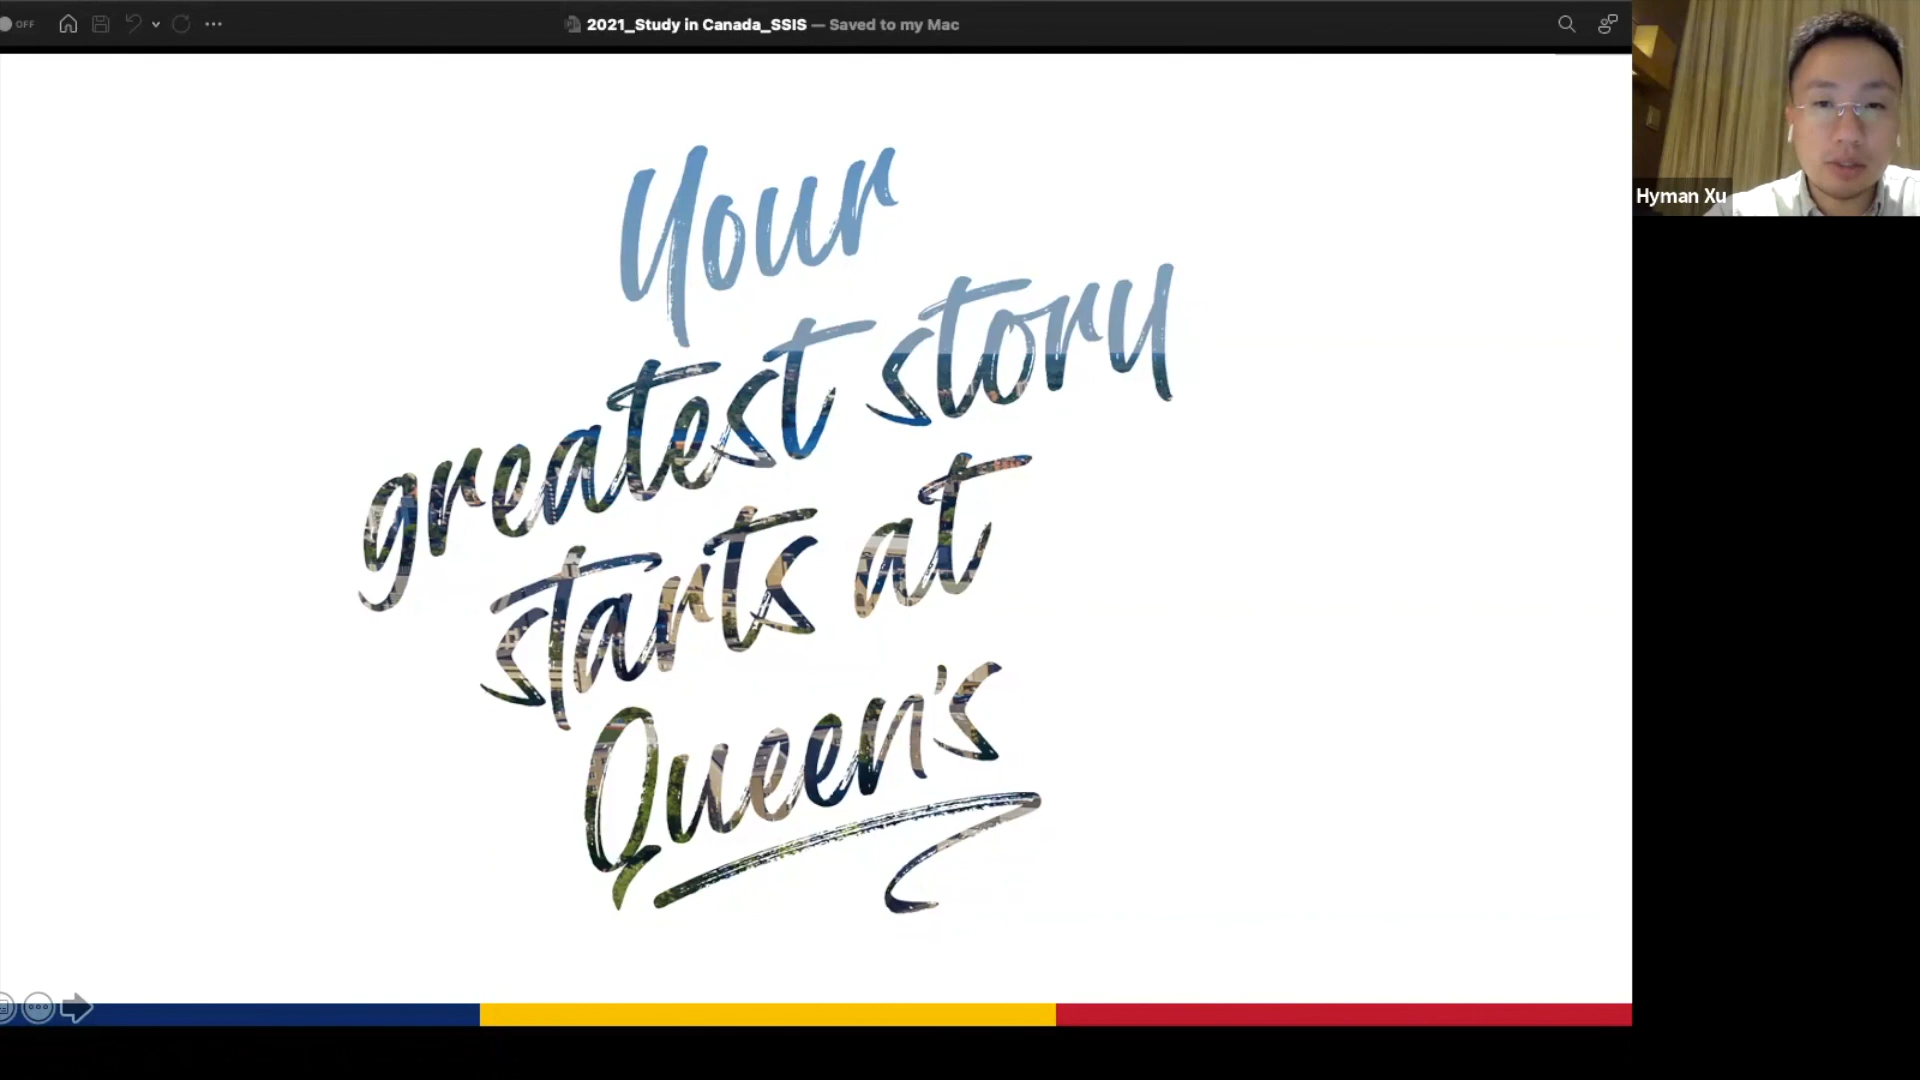 OFF
2021_Study in Canada_SSIS — Saved to my Mac
Hyman Xu
Your
greatest story
starts at
Queen's